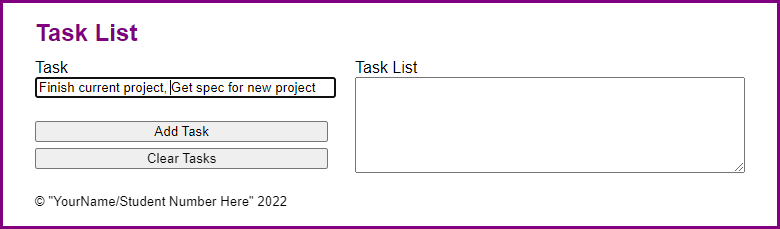 Task List
Task
Task List
Finish current project, Get spec for new project
Add Task
Clear Tasks
© "YourName/Student Number Here" 2022